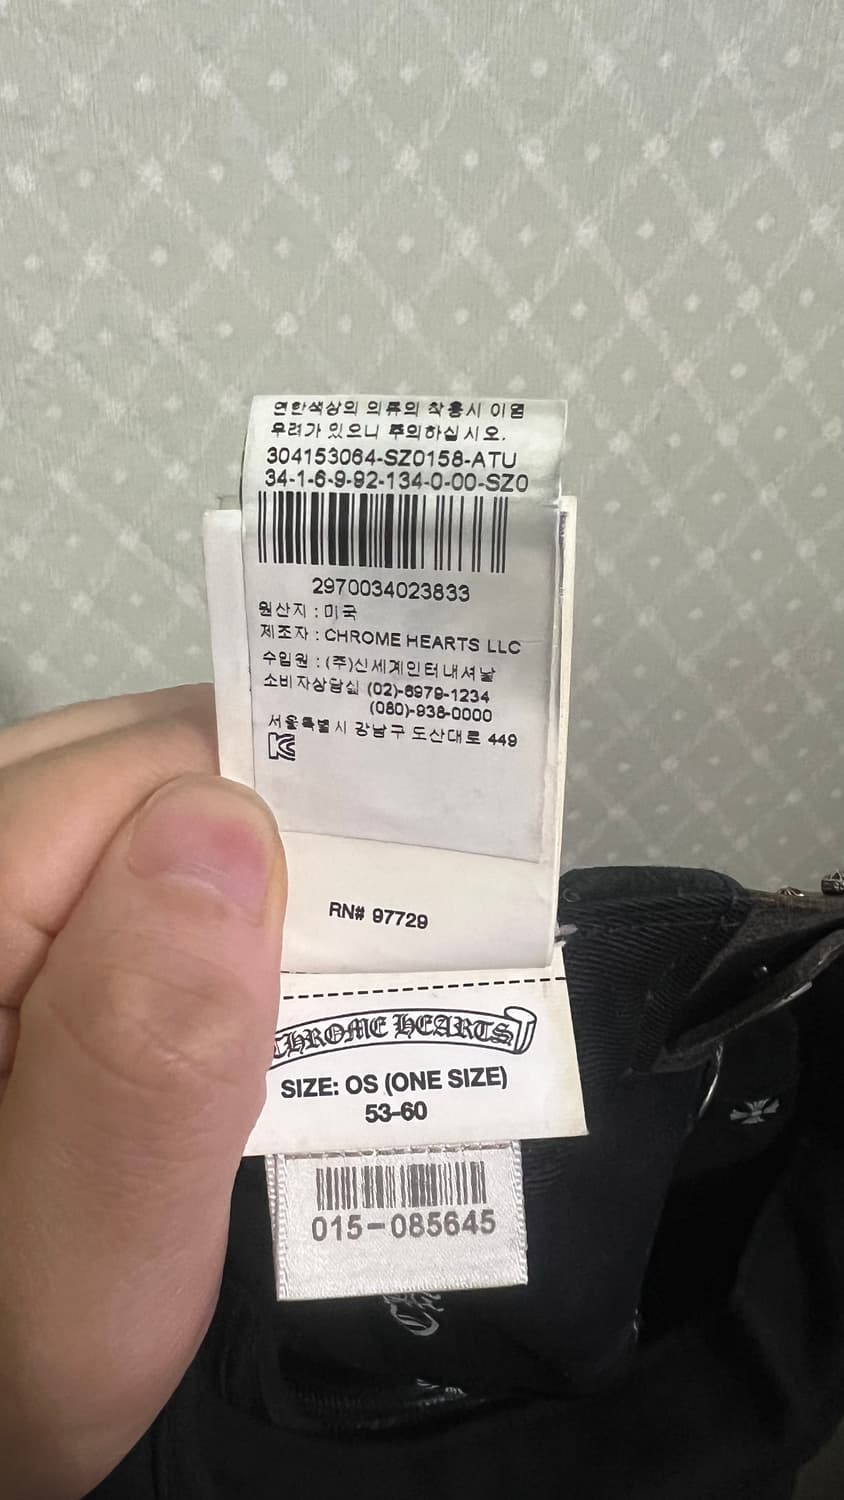 연한색상의 의류의 착용시 이염
우려가 있으니 주의하십시오.
304153064-SZ0158-ATU
34-1-6-9-92-134-0-00-SZ0
2970034023833
원산지 : 미국
제조자 : CHROME HEARTS LLC
수입원 : (주)신세계인터내셔날
소비자상담실 (02)-6979-1234
(080)-938-0000
서울특별시 강남구 도산대로 449
RN# 97729
CHROME HEARTS
SIZE: OS (ONE SIZE)
53-60
015-085645